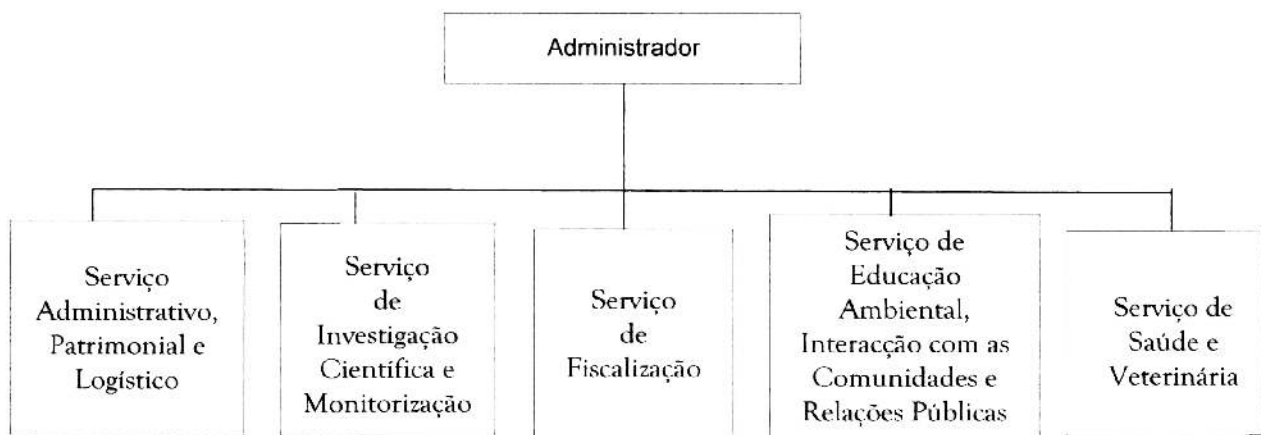 Administrador
Serviço
Administrativo,
Patrimonial e
Logístico
Serviço
de
Investigação
Científica e
Monitorização
Serviço
de
Fiscalização
Serviço de
Educação
Ambiental,
Interacção com as
Comunidades e
Relações Públicas
Serviço de
Saúde e
Veterinária